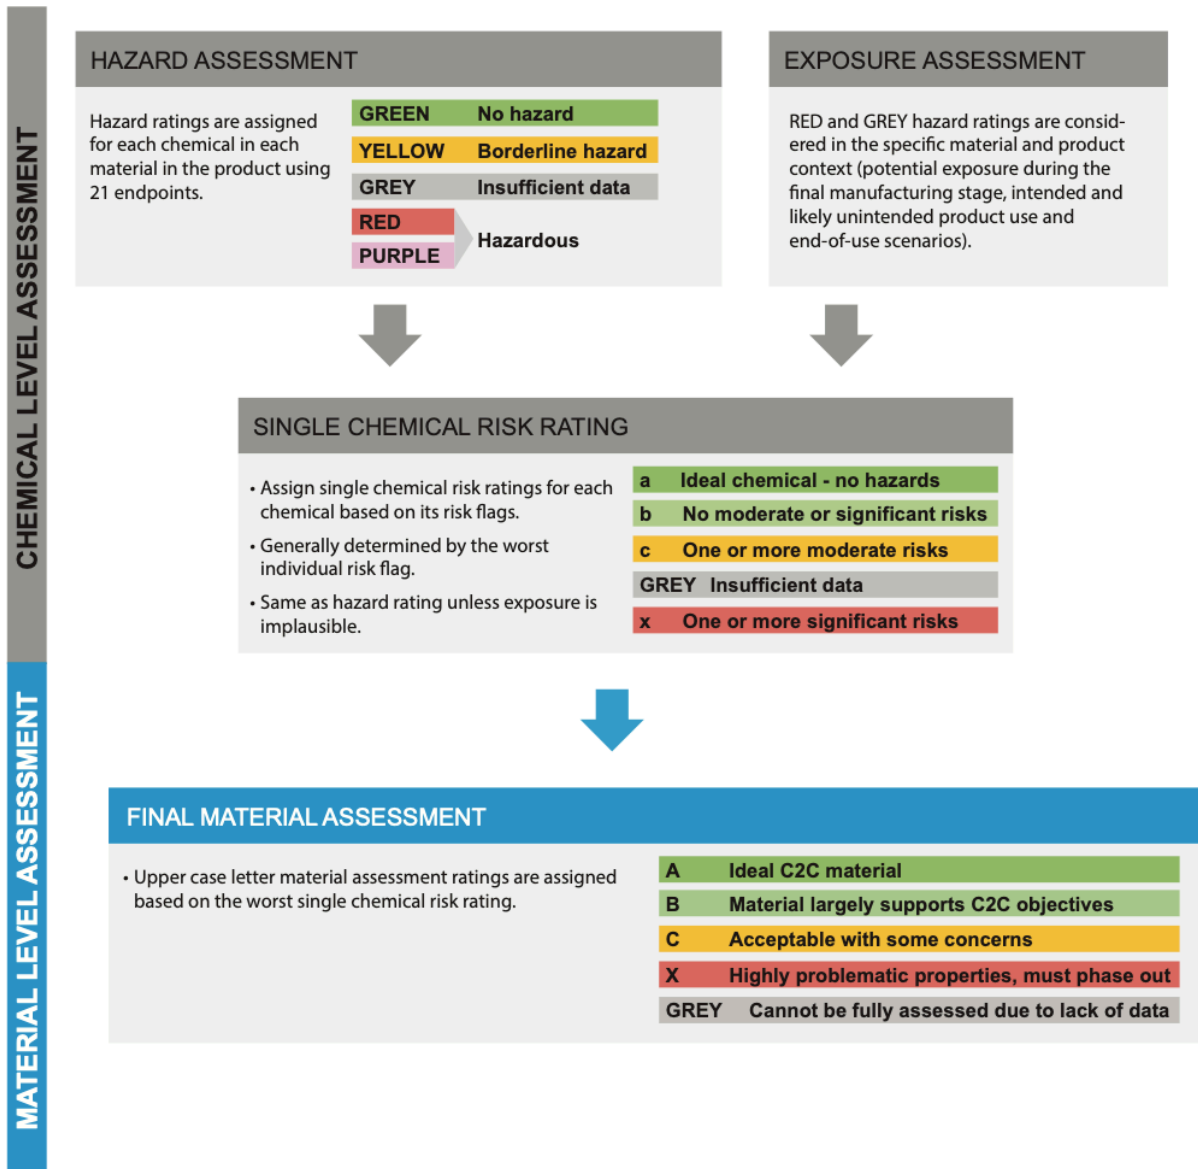 CHEMICAL LEVEL ASSESSMENT
HAZARD ASSESSMENT
Hazard ratings are assigned
for each chemical in each
material in the product using
21 endpoints.
GREEN No hazard
YELLOW Borderline hazard
GREY Insufficient data
RED
PURPLE
Hazardous
EXPOSURE ASSESSMENT
RED and GREY hazard ratings are consid-
ered in the specific material and product
context (potential exposure during the
final manufacturing stage, intended and
likely unintended product use and
end-of-use scenarios).
SINGLE CHEMICAL RISK RATING
• Assign single chemical risk ratings for each
chemical based on its risk flags.
• Generally determined by the worst
individual risk flag.
• Same as hazard rating unless exposure is
implausible.
a Ideal chemical - no hazards
b No moderate or significant risks
c One or more moderate risks
GREY Insufficient data
x One or more significant risks
MATERIAL LEVEL ASSESSMENT
FINAL MATERIAL ASSESSMENT
• Upper case letter material assessment ratings are assigned
based on the worst single chemical risk rating.
A Ideal C2C material
B Material largely supports C2C objectives
C Acceptable with some concerns
X Highly problematic properties, must phase out
GREY Cannot be fully assessed due to lack of data